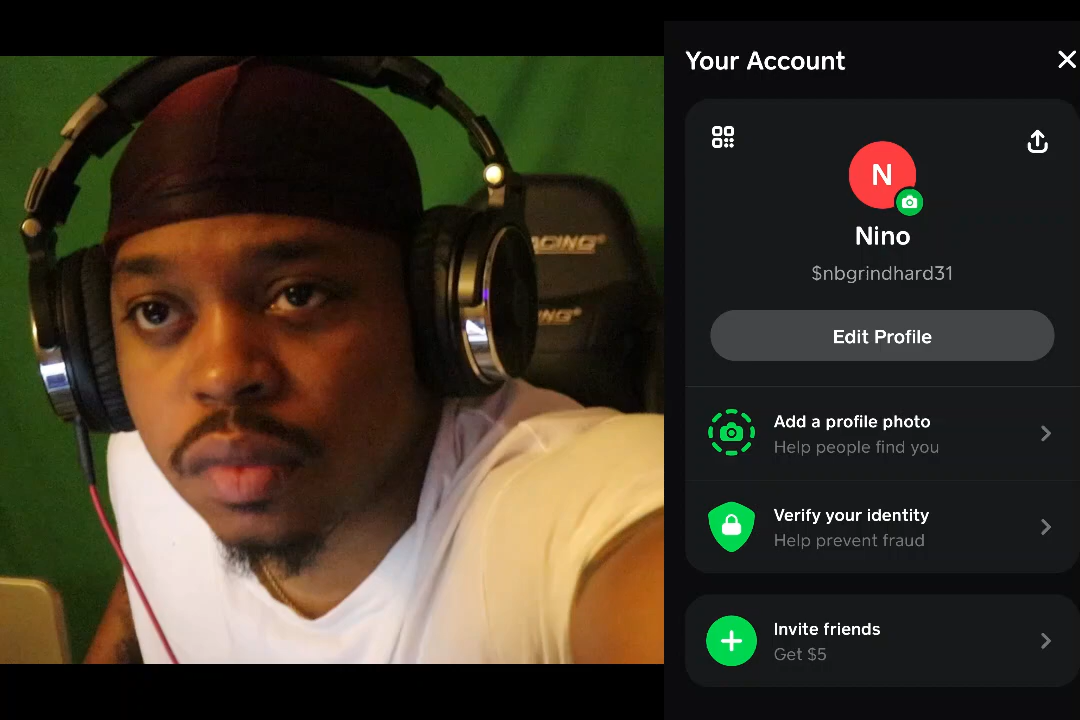 Your Account
N
Nino
$nbgrindhard31
Edit Profile
Add a profile photo
Help people find you
Verify your identity
Help prevent fraud
Invite friends
Get $5